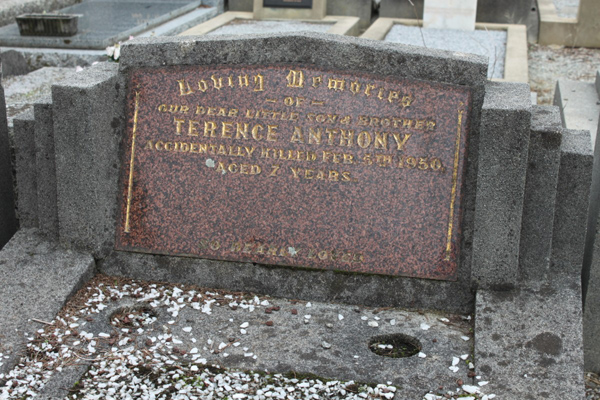 Loving Memories
— OF —
OUR DEAR LITTLE SON & BROTHER
TERENCE ANTHONY
ACCIDENTALLY KILLED FEB. 5TH 1950
AGED 7 YEARS